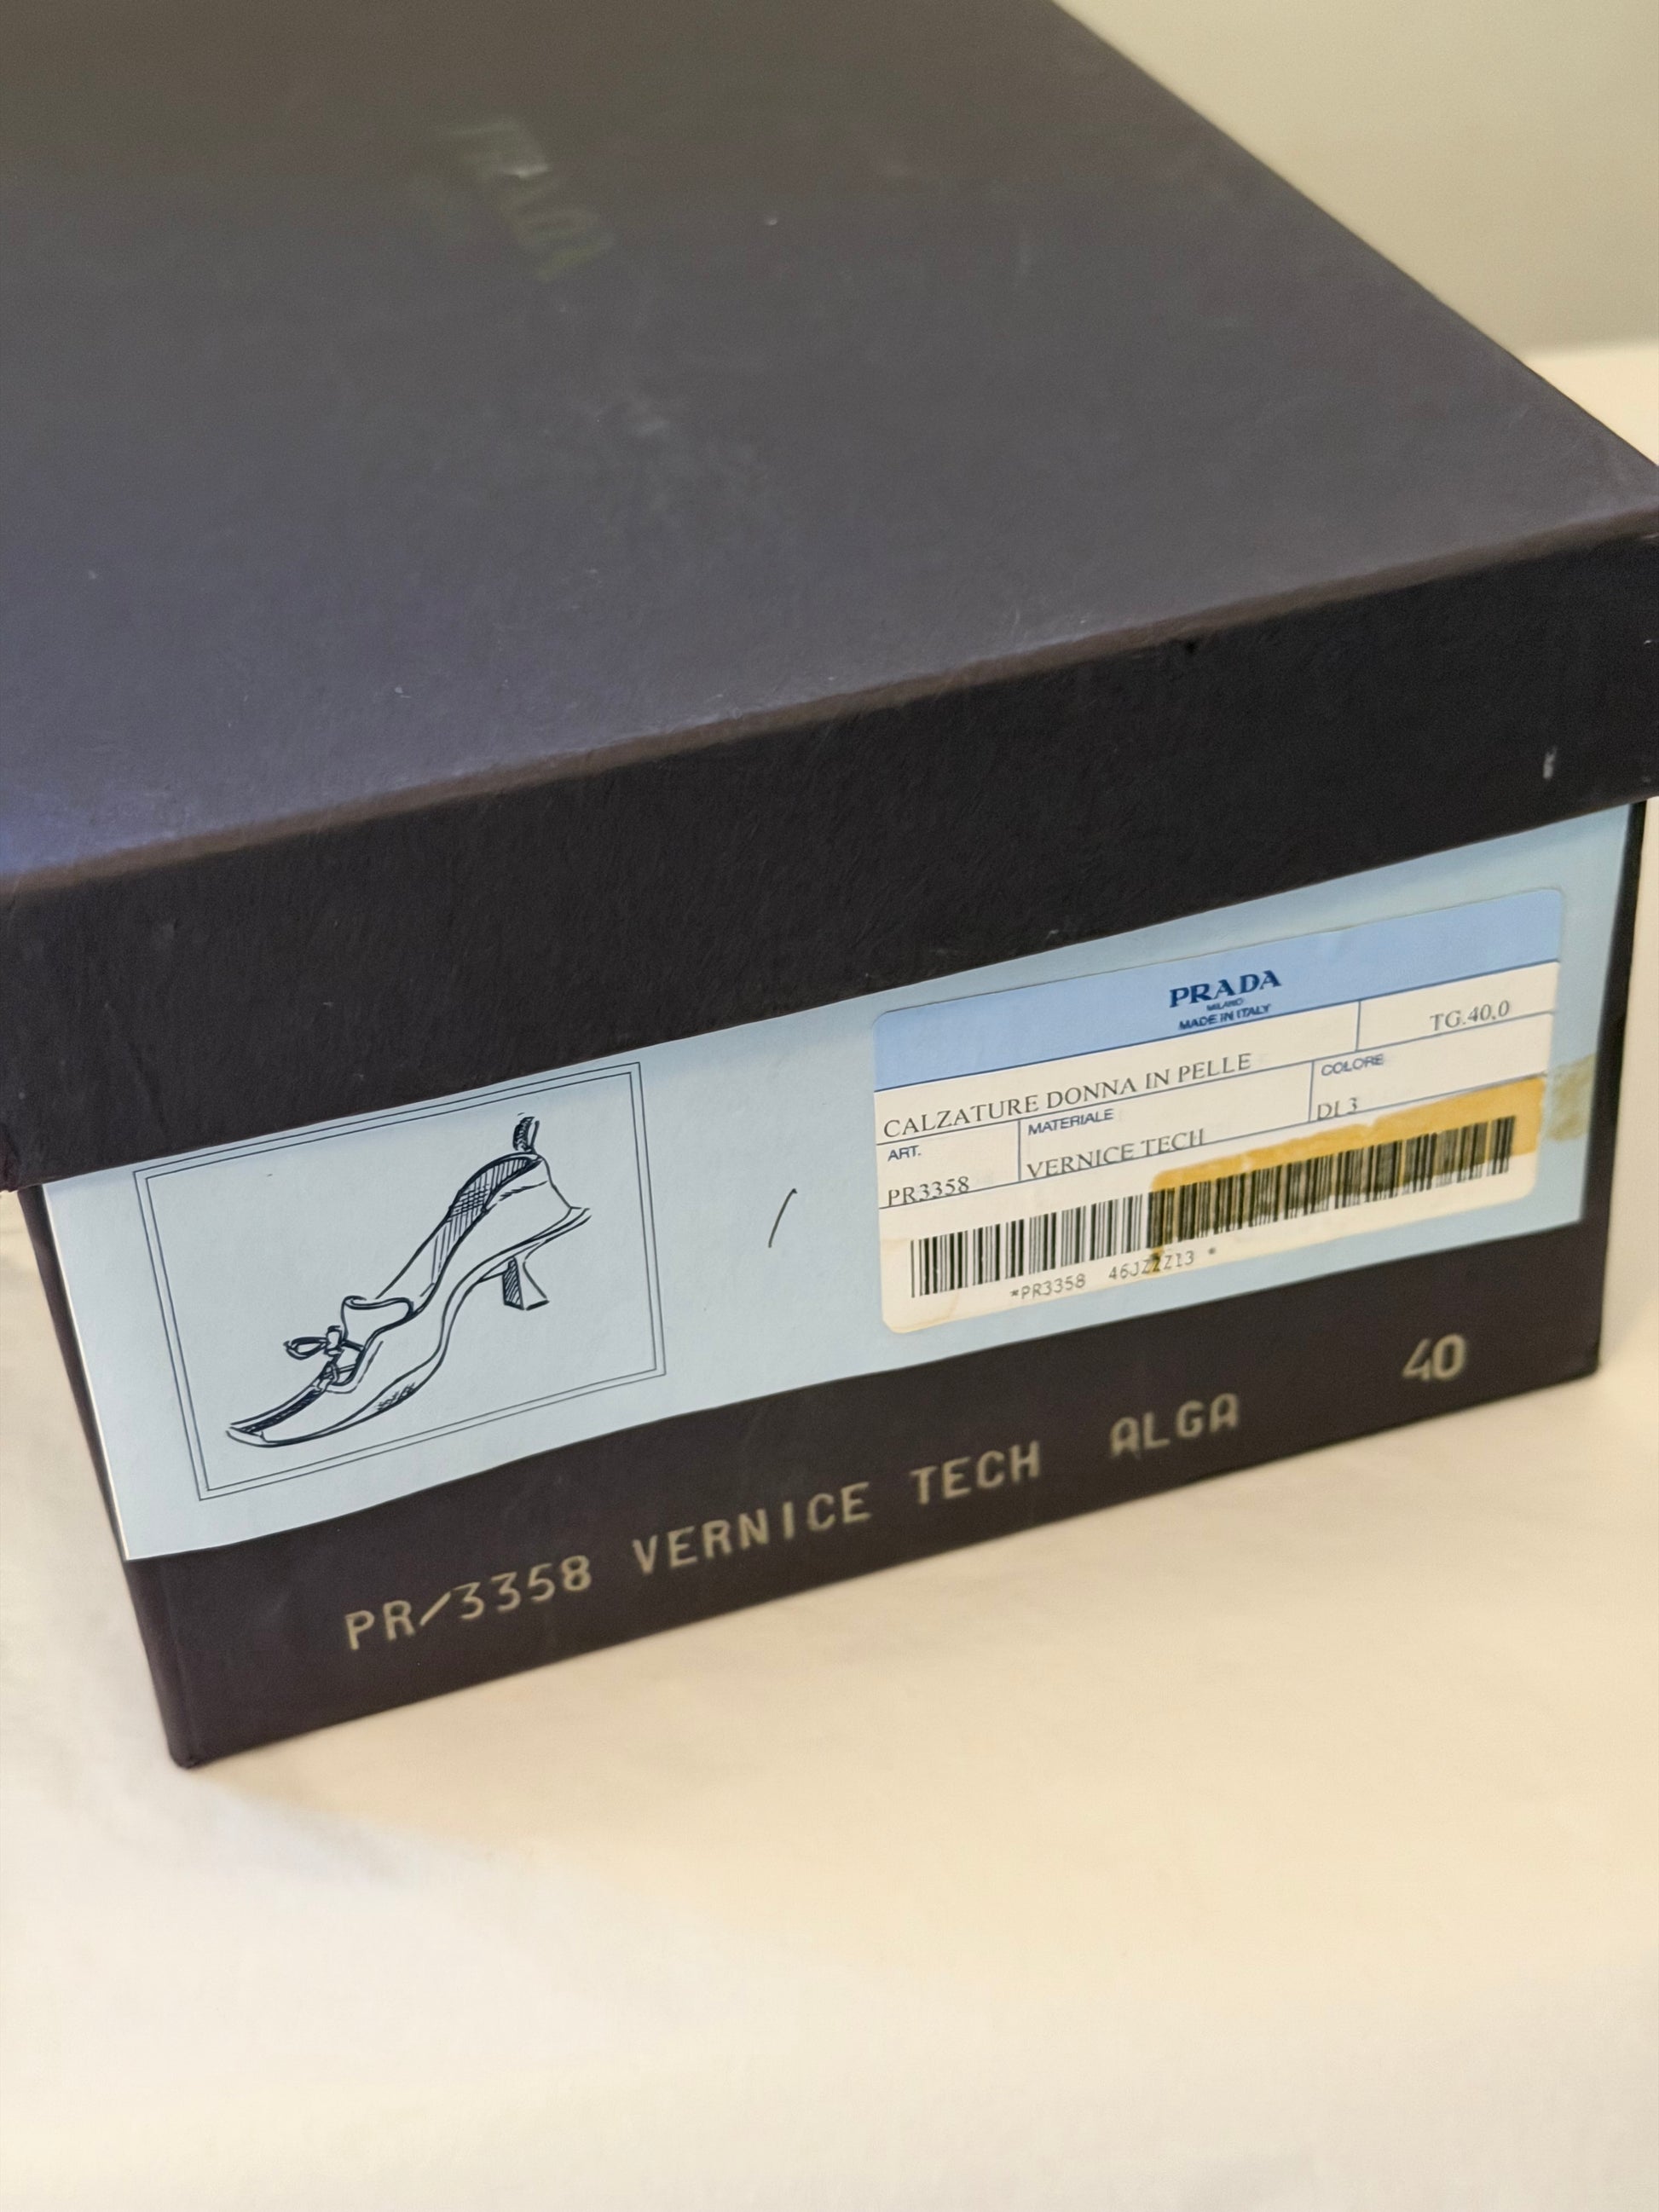 PRADA
MILANO
MADE IN ITALY
CALZATURE DONNA IN PELLE
TG.40,0
ART.
PR3358
MATERIALE
VERNICE TECH
COLORE
DL3
*PR3358 46JZZZ13 *
PR/3358 VERNICE TECH ALGA 40